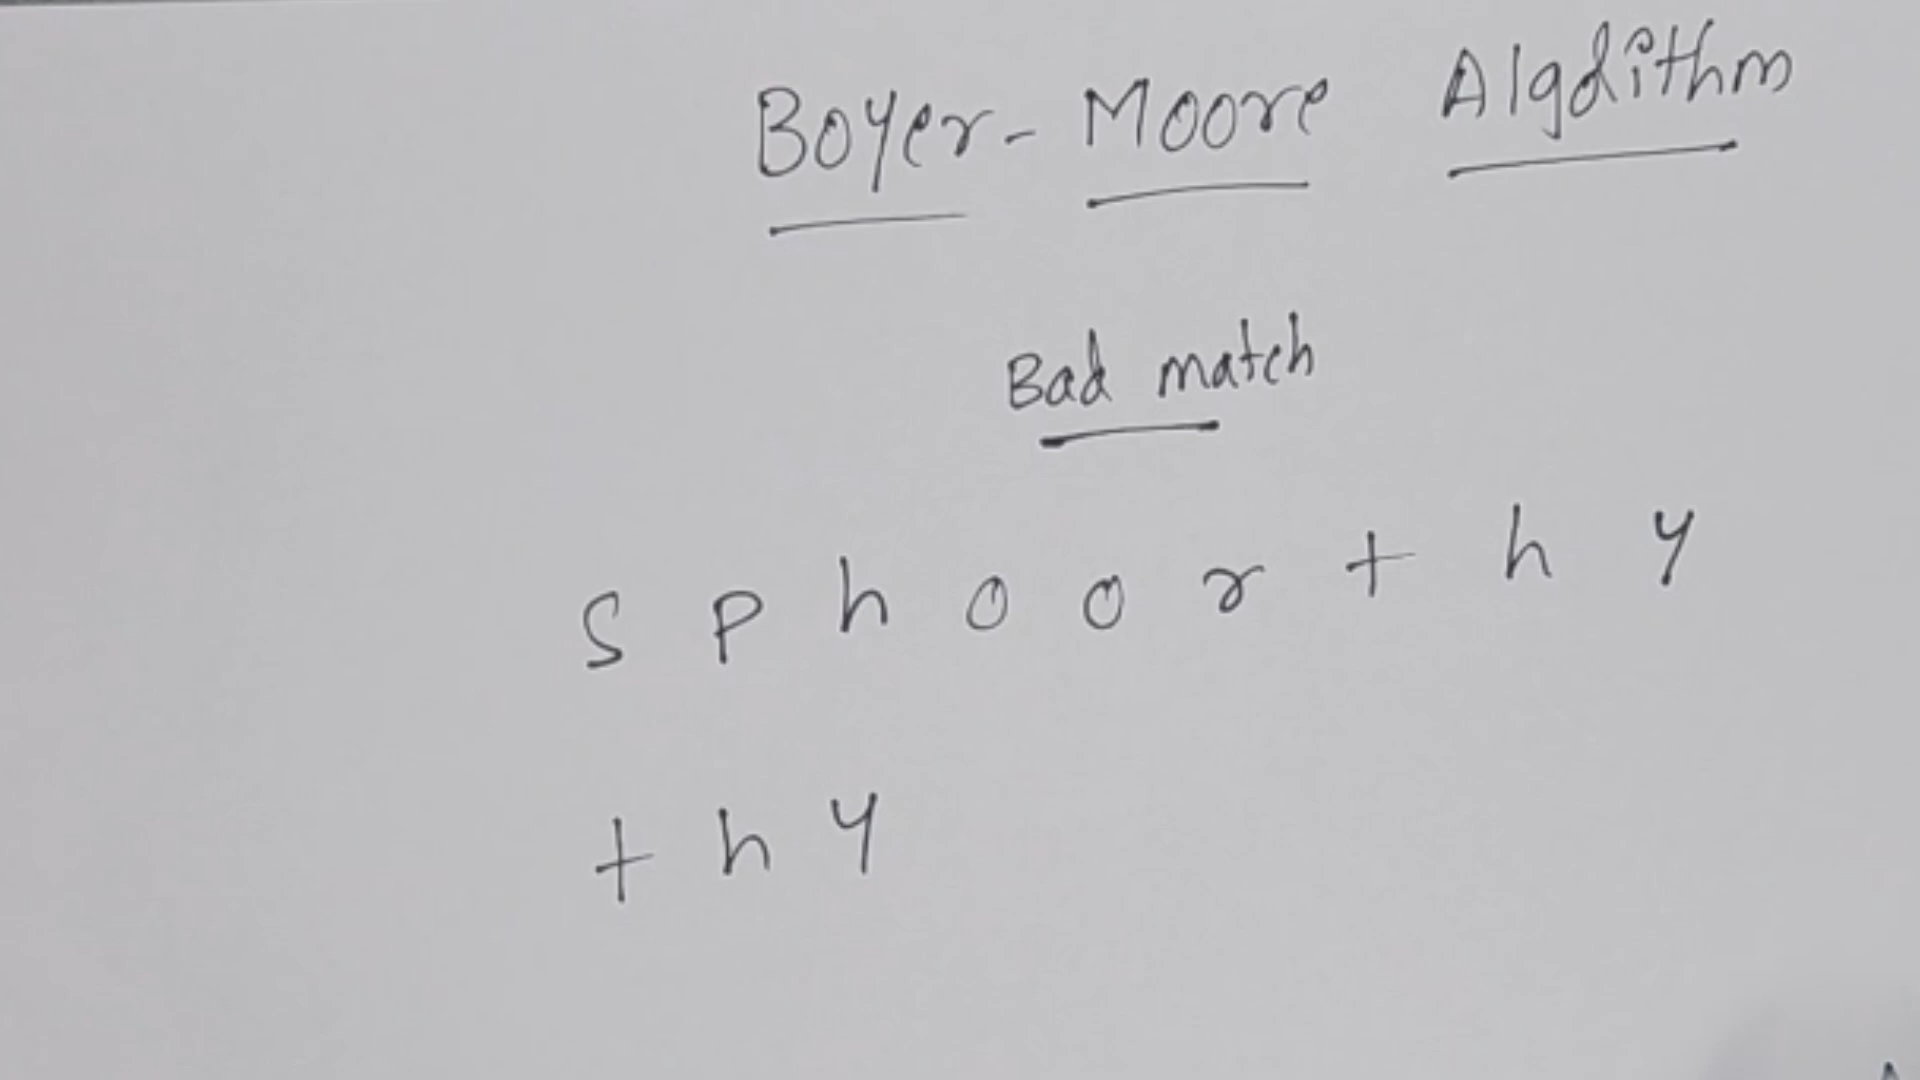 Boyer-Moore Algorithm
Bad match
s p h o o r t h y
t h y